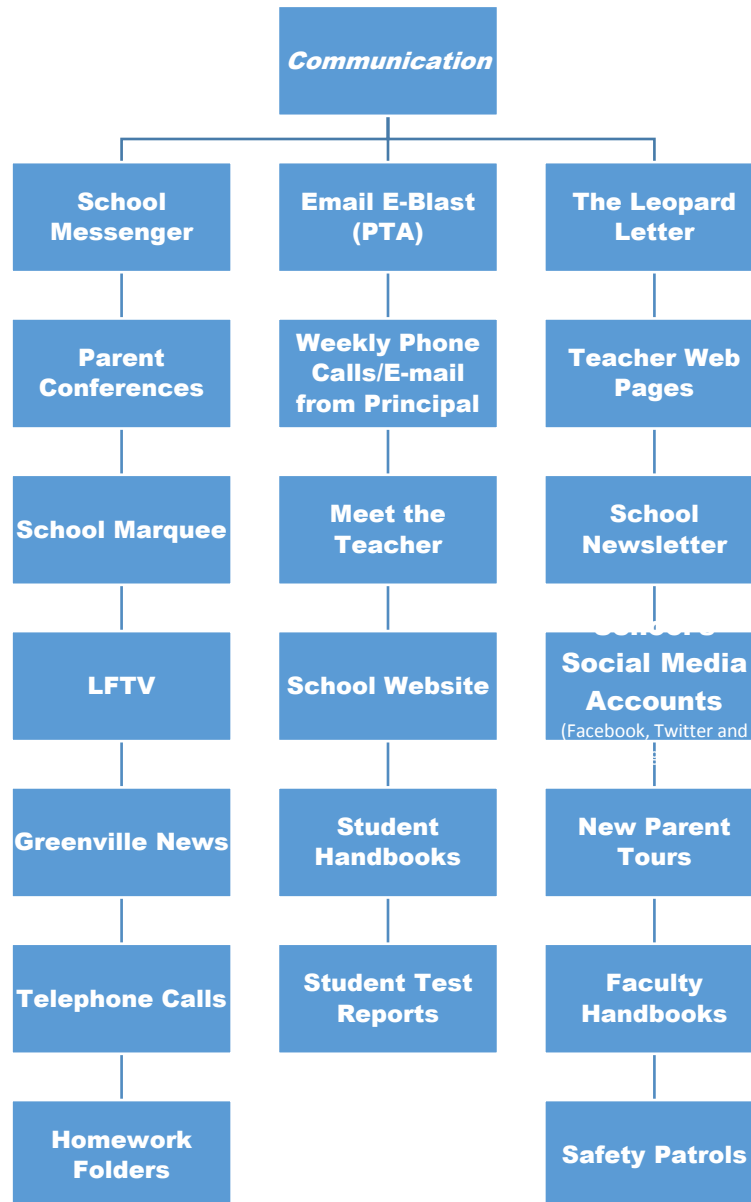 Communication
School
Messenger
Email E-Blast
(PTA)
The Leopard
Letter
Parent
Conferences
Weekly Phone
Calls/E-mail
from Principal
Teacher Web
Pages
School Marquee
Meet the
Teacher
School
Newsletter
LFTV
School Website
School's
Social Media
Accounts
(Facebook, Twitter and
Greenville News
Student
Handbooks
New Parent
Tours
Telephone Calls
Student Test
Reports
Faculty
Handbooks
Homework
Folders
Safety Patrols